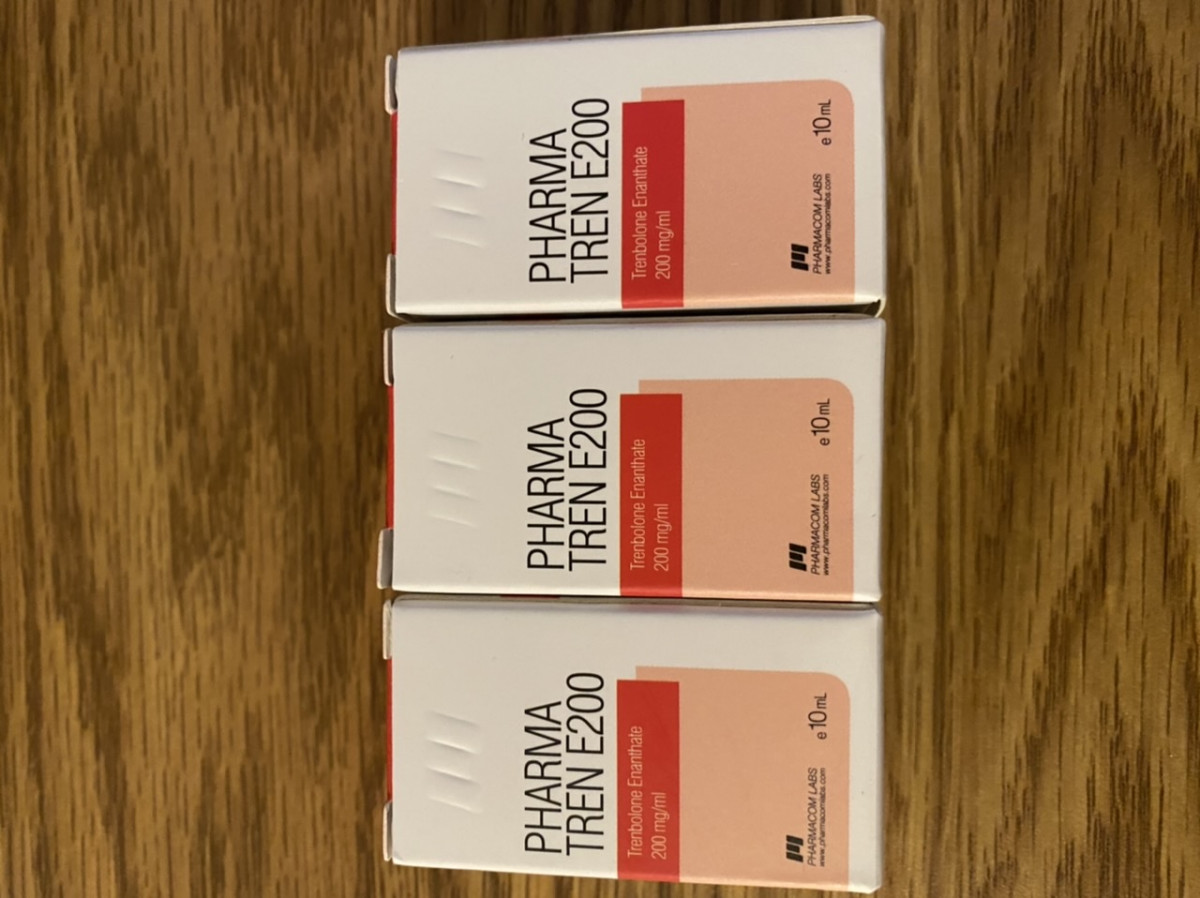 PHARMA
TREN E200
Trenbolone Enanthate
200 mg/ml
PHARMACOM LABS
www.pharmacomlabs.com
e 10 mL
PHARMA
TREN E200
Trenbolone Enanthate
200 mg/ml
PHARMACOM LABS
www.pharmacomlabs.com
e 10 mL
PHARMA
TREN E200
Trenbolone Enanthate
200 mg/ml
PHARMACOM LABS
www.pharmacomlabs.com
e 10 mL